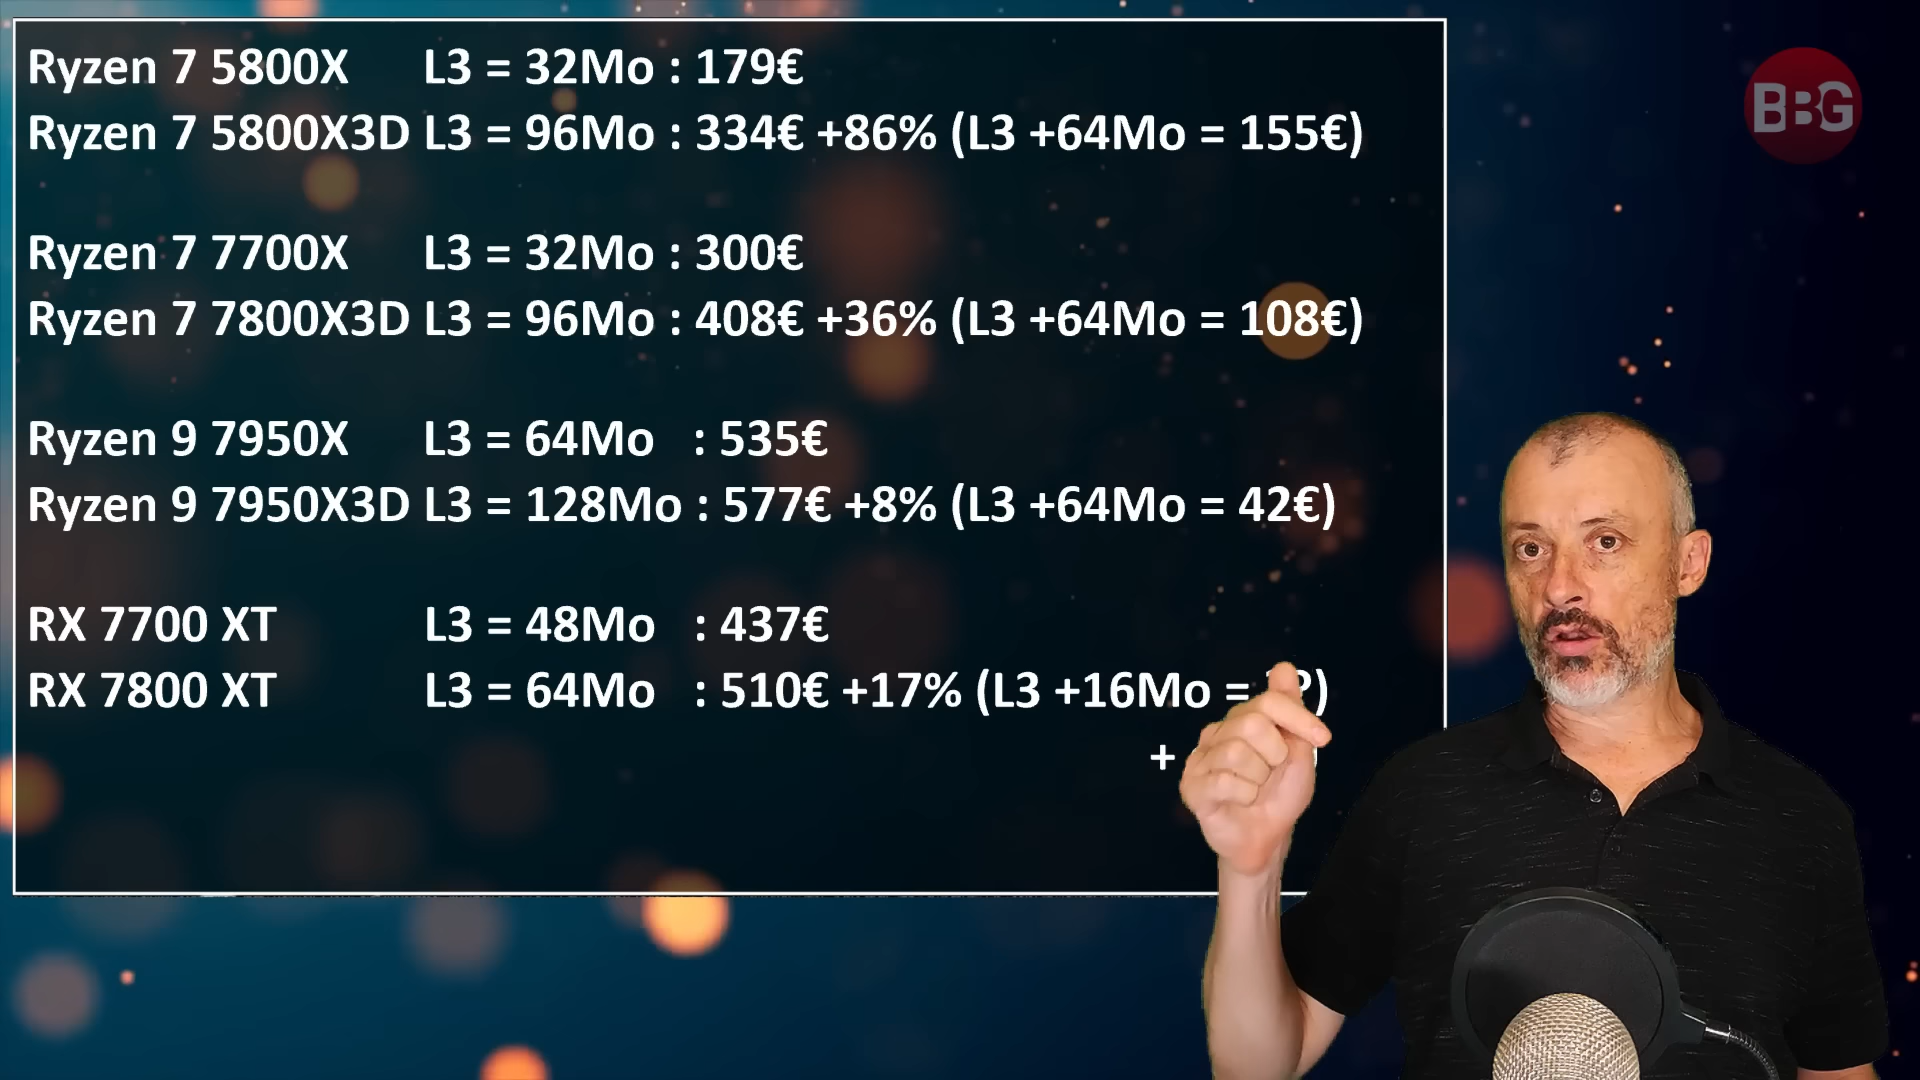 Ryzen 7 5800X L3 = 32Mo : 179€
Ryzen 7 5800X3D L3 = 96Mo : 334€ +86% (L3 +64Mo = 155€)
Ryzen 7 7700X L3 = 32Mo : 300€
Ryzen 7 7800X3D L3 = 96Mo : 408€ +36% (L3 +64Mo = 108€)
Ryzen 9 7950X L3 = 64Mo : 535€
Ryzen 9 7950X3D L3 = 128Mo : 577€ +8% (L3 +64Mo = 42€)
RX 7700 XT L3 = 48Mo : 437€
RX 7800 XT L3 = 64Mo : 510€ +17% (L3 +16Mo =
+
BBG